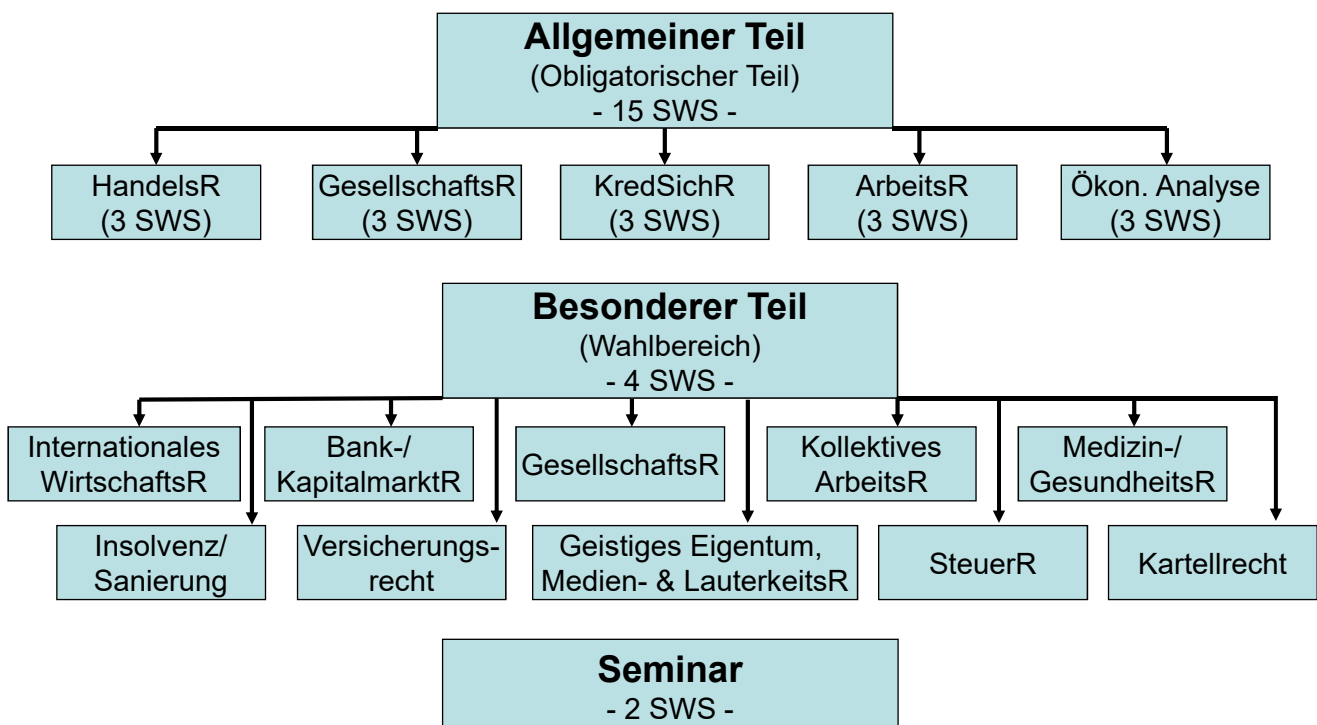 Allgemeiner Teil
(Obligatorischer Teil)
- 15 SWS -
HandelsR
(3 SWS)
GesellschaftsR
(3 SWS)
KredSichR
(3 SWS)
ArbeitsR
(3 SWS)
Ökon. Analyse
(3 SWS)
Besonderer Teil
(Wahlbereich)
- 4 SWS -
Internationales
WirtschaftsR
Bank-/
KapitalmarktR
GesellschaftsR
Kollektives
ArbeitsR
Medizin-/
GesundheitsR
Insolvenz/
Sanierung
Versicherungs-
recht
Geistiges Eigentum,
Medien- & LauterkeitsR
SteuerR
Kartellrecht
Seminar
- 2 SWS -